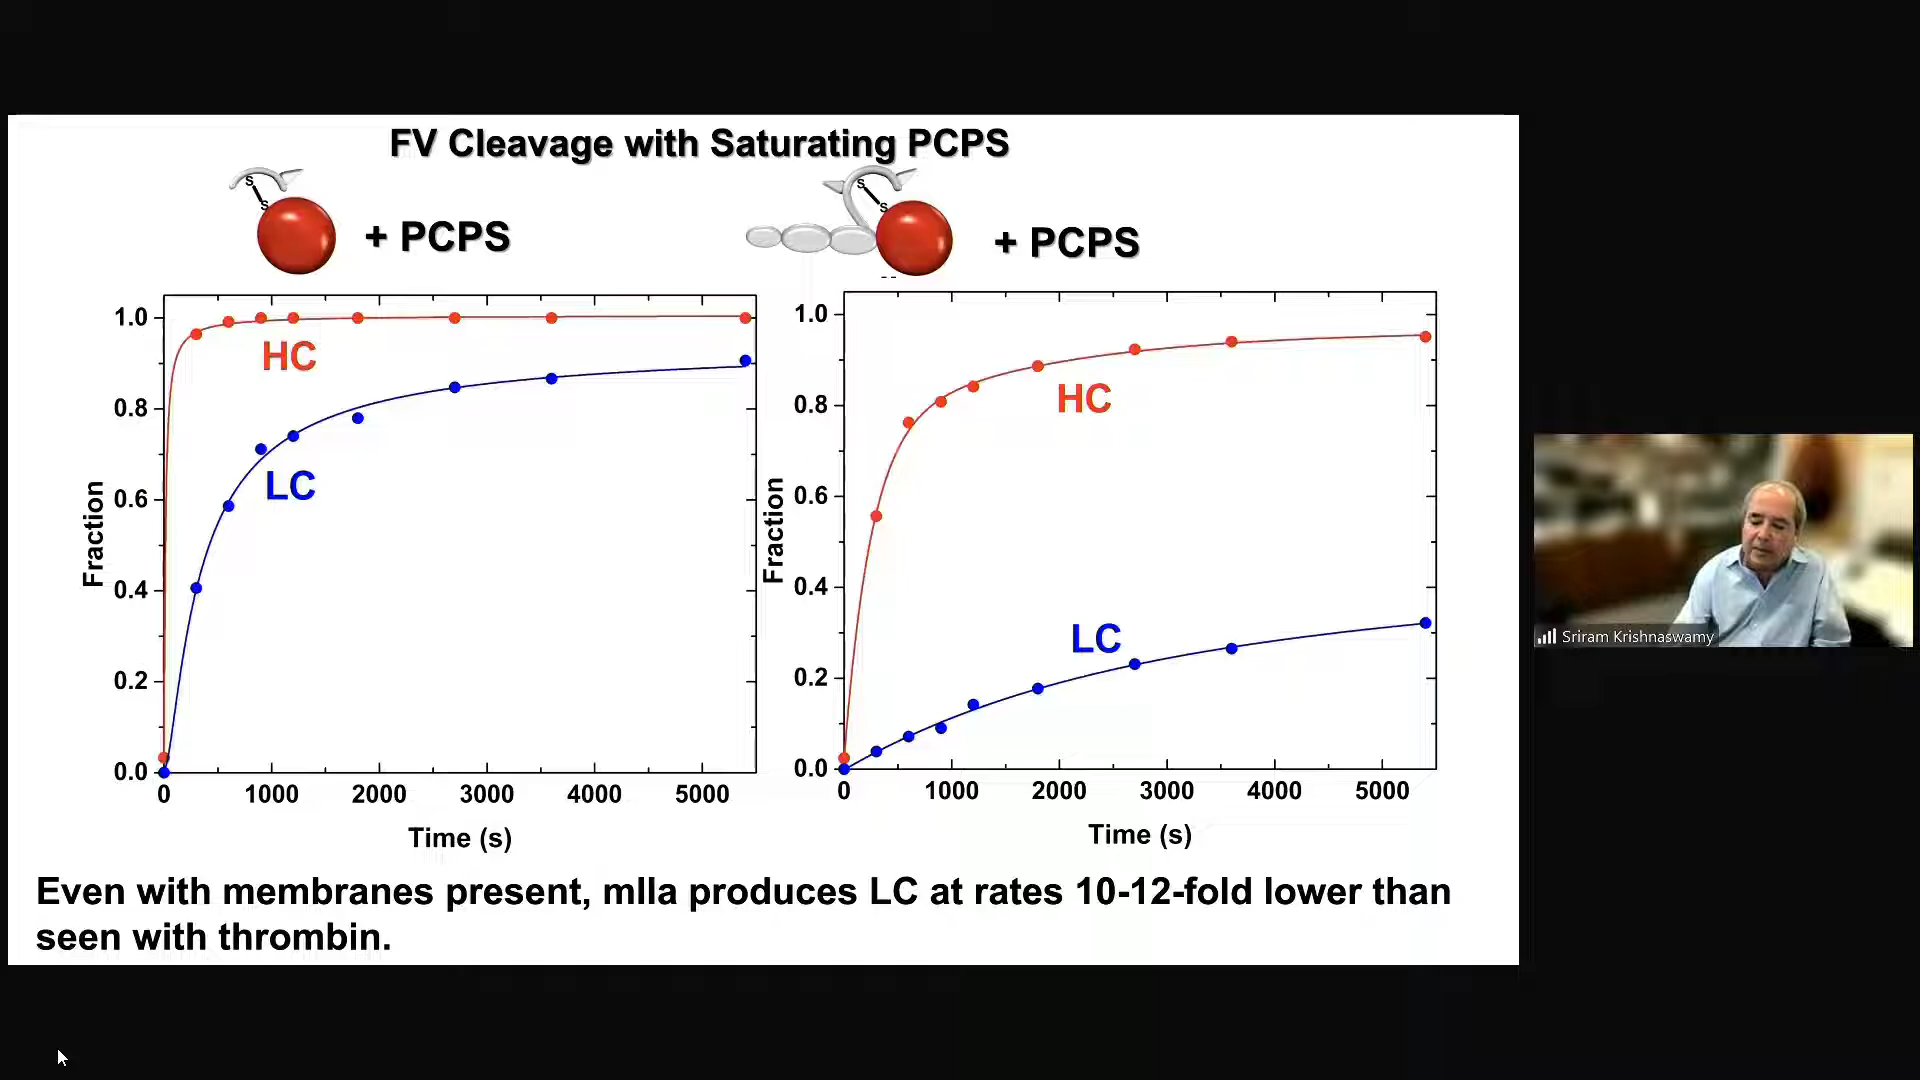 FV Cleavage with Saturating PCPS
S
S
+ PCPS
S
S
+ PCPS
--
1.0
0.8
0.6
0.4
0.2
0.0
Fraction
HC
LC
0 1000 2000 3000 4000 5000
Time (s)
1.0
0.8
0.6
0.4
0.2
0.0
Fraction
HC
LC
0 1000 2000 3000 4000 5000
Time (s)
Even with membranes present, mIIa produces LC at rates 10-12-fold lower than
seen with thrombin.
Sriram Krishnaswamy